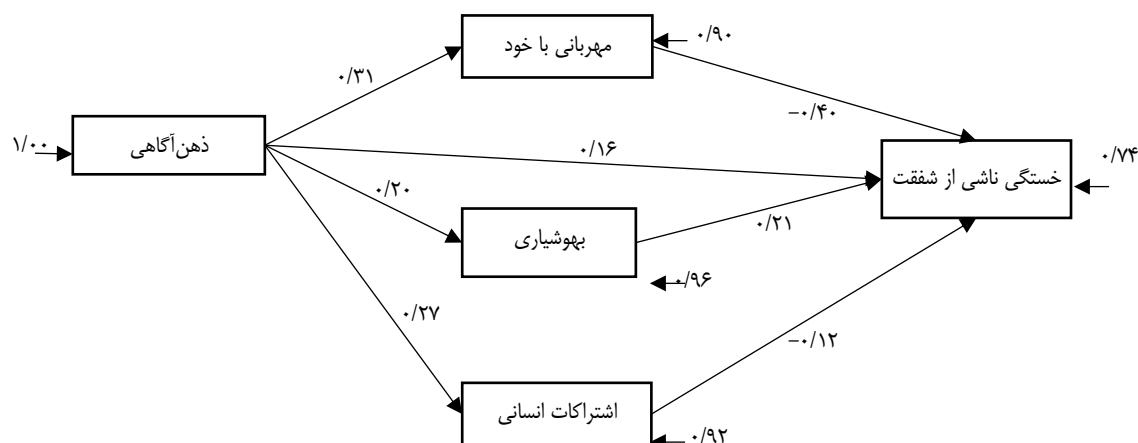 مهربانی با خود
۰/۹۰
۰/۳۱
−۰/۴۰
۱/۰۰
ذهن‌آگاهی
۰/۱۶
خستگی ناشی از شفقت
۰/۷۴
۰/۲۰
بهوشیاری
۰/۲۱
۰/۹۶
۰/۲۷
−۰/۱۲
اشتراکات انسانی
۰/۹۲